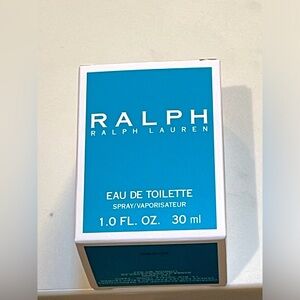 RALPH
RALPH LAUREN
EAU DE TOILETTE
SPRAY/VAPORISATEUR
1.0 FL. OZ. 30 ml